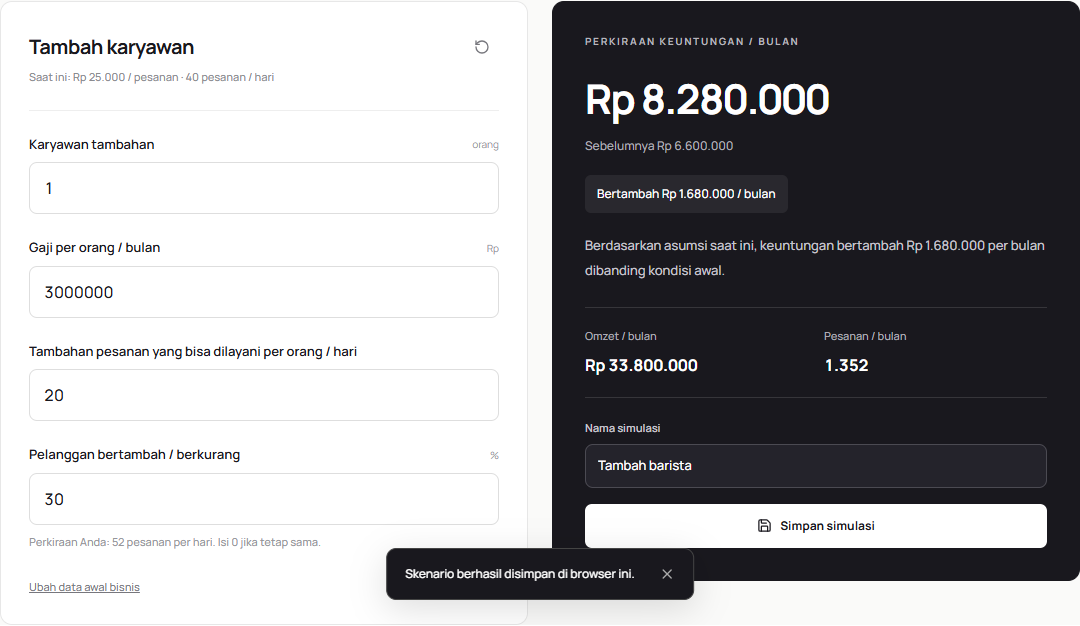 Tambah karyawan
Saat ini: Rp 25.000 / pesanan · 40 pesanan / hari
Karyawan tambahan
orang
1
Gaji per orang / bulan
Rp
3000000
Tambahan pesanan yang bisa dilayani per orang / hari
20
Pelanggan bertambah / berkurang
%
30
Perkiraan Anda: 52 pesanan per hari. Isi 0 jika tetap sama.
Ubah data awal bisnis
PERKIRAAN KEUNTUNGAN / BULAN
Rp 8.280.000
Sebelumnya Rp 6.600.000
Bertambah Rp 1.680.000 / bulan
Berdasarkan asumsi saat ini, keuntungan bertambah Rp 1.680.000 per bulan
dibanding kondisi awal.
Omzet / bulan
Rp 33.800.000
Pesanan / bulan
1.352
Nama simulasi
Tambah barista
Simpan simulasi
Skenario berhasil disimpan di browser ini.